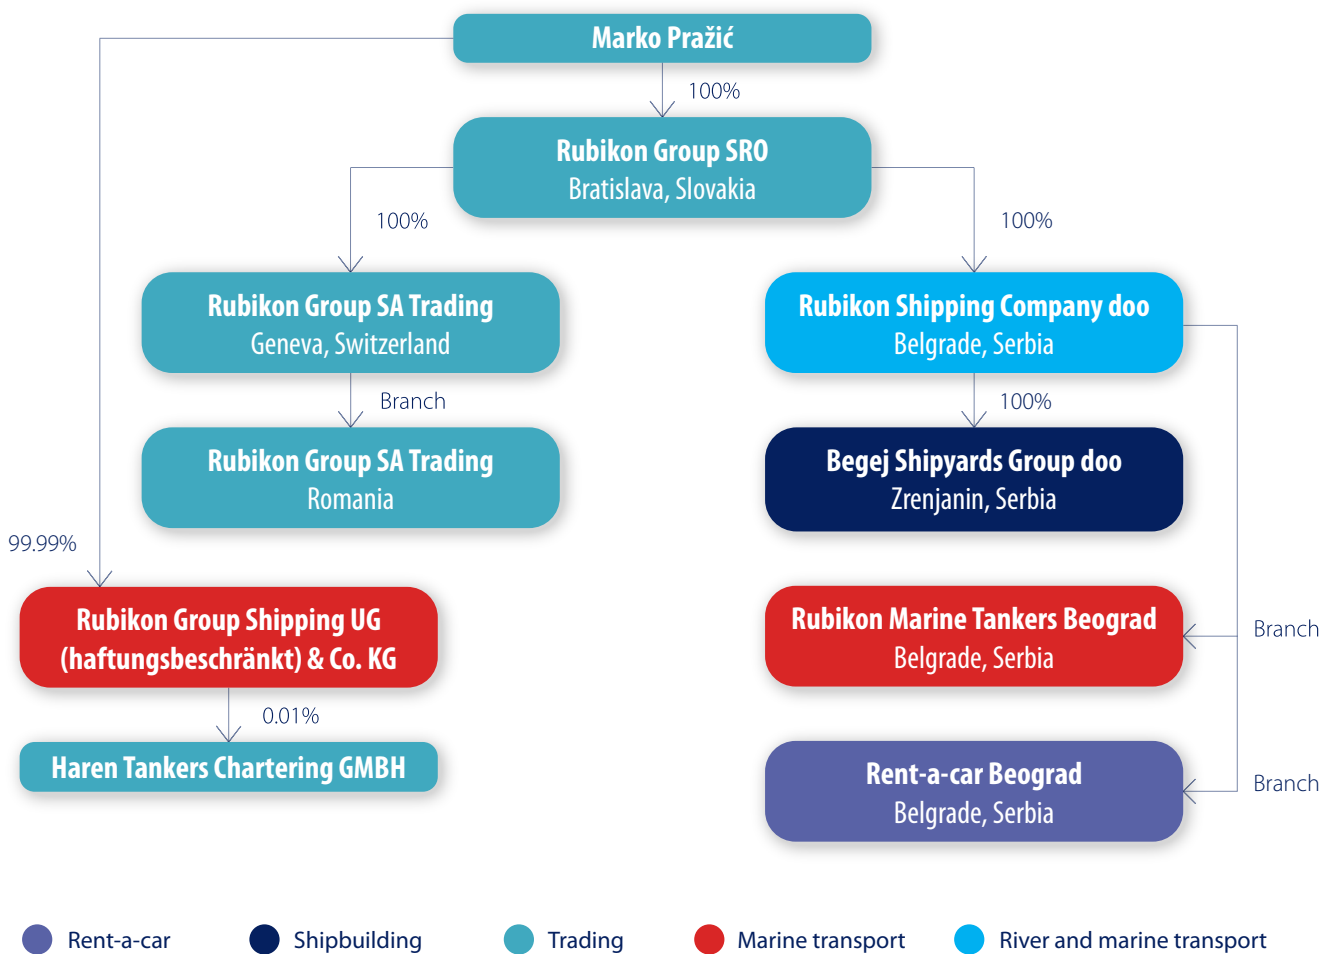 Marko Pražić
100%
Rubikon Group SRO
Bratislava, Slovakia
100%
100%
Rubikon Group SA Trading
Geneva, Switzerland
Rubikon Shipping Company doo
Belgrade, Serbia
Branch
100%
Rubikon Group SA Trading
Romania
Begej Shipyards Group doo
Zrenjanin, Serbia
99.99%
Rubikon Group Shipping UG
(haftungsbeschränkt) & Co. KG
Rubikon Marine Tankers Beograd
Belgrade, Serbia
Branch
0.01%
Haren Tankers Chartering GMBH
Rent-a-car Beograd
Belgrade, Serbia
Branch
Rent-a-car
Shipbuilding
Trading
Marine transport
River and marine transport